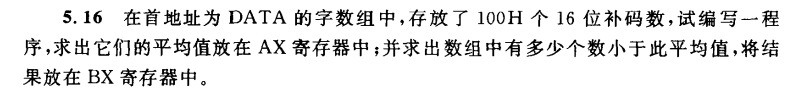 5.16 在首地址为 DATA 的字数组中,存放了 100H 个 16 位补码数,试编写一程
序,求出它们的平均值放在 AX 寄存器中;并求出数组中有多少个数小于此平均值,将结
果放在 BX 寄存器中。